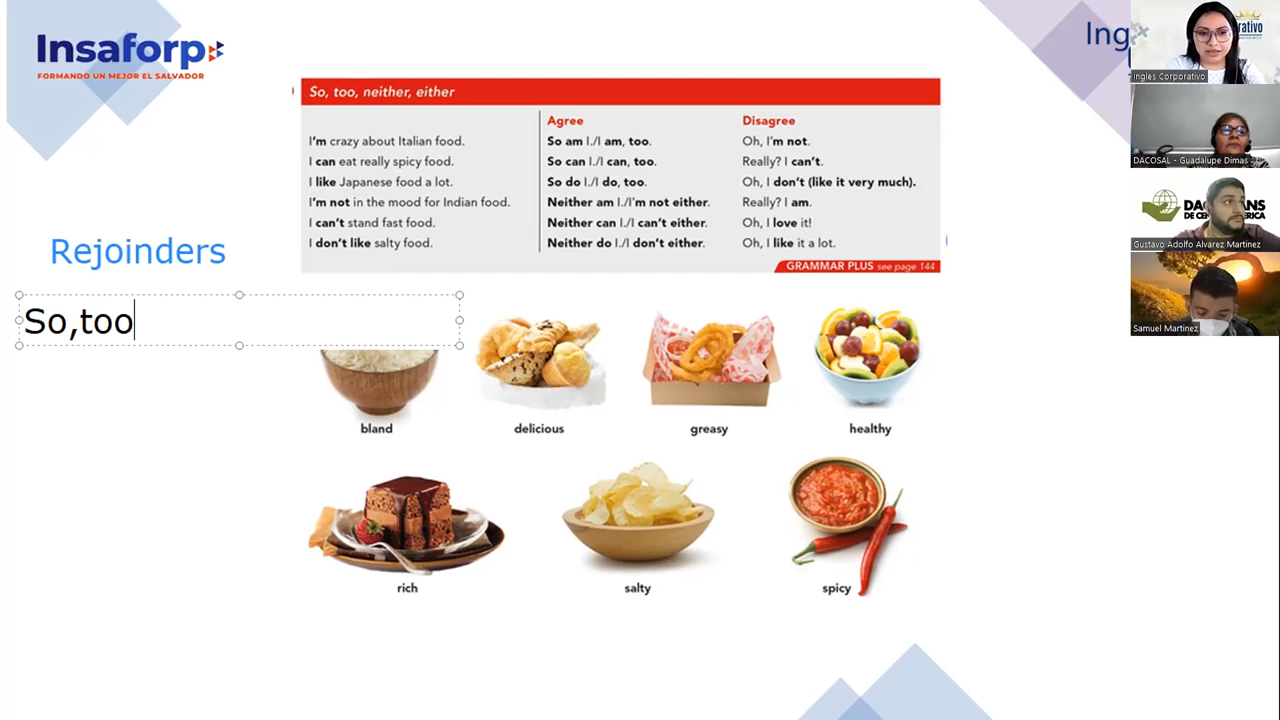 Insaforp
FORMANDO UN MEJOR EL SALVADOR
Ing
rativo
Ingles Corporativo
DACOSAL - Guadalupe Dimas
DE CEN
ERICA
Gustavo Adolfo Alvarez Martinez
Samuel Martinez
So, too, neither, either
Agree Disagree
I'm crazy about Italian food. So am I./I am, too. Oh, I'm not.
I can eat really spicy food. So can I./I can, too. Really? I can't.
I like Japanese food a lot. So do I./I do, too. Oh, I don't (like it very much).
I'm not in the mood for Indian food. Neither am I./I'm not either. Really? I am.
I can't stand fast food. Neither can I./I can't either. Oh, I love it!
I don't like salty food. Neither do I./I don't either. Oh, I like it a lot.
GRAMMAR PLUS see page 144
Rejoinders
So,too
bland delicious greasy healthy
rich salty spicy